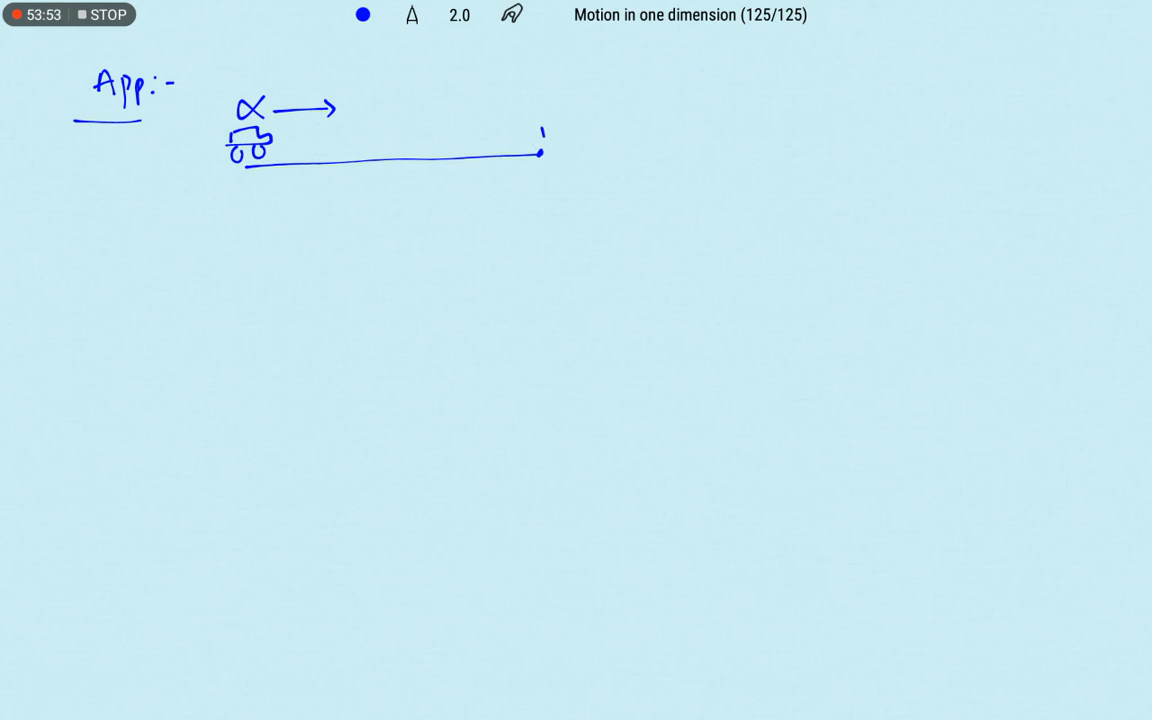 53:53 STOP 2.0 Motion in one dimension (125/125)
App:-
α